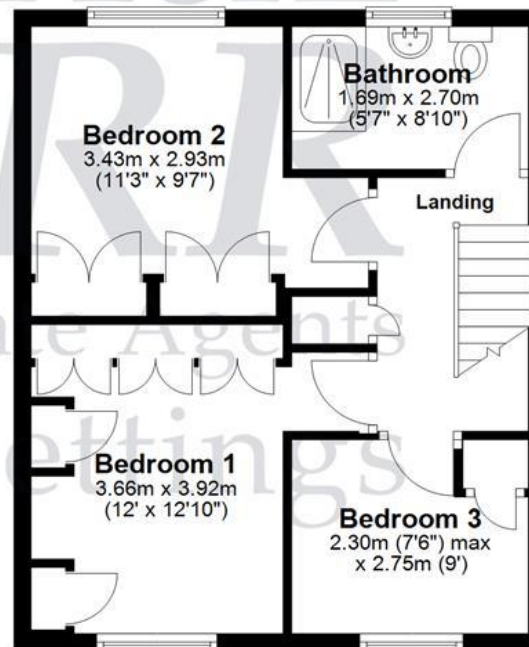 RR
Bathroom
1.69m x 2.70m
(5'7" x 8'10")
Bedroom 2
3.43m x 2.93m
(11'3" x 9'7")
Landing
Agents
Bedroom 1
3.66m x 3.92m
(12' x 12'10")
Bedroom 3
2.30m (7'6") max
x 2.75m (9')